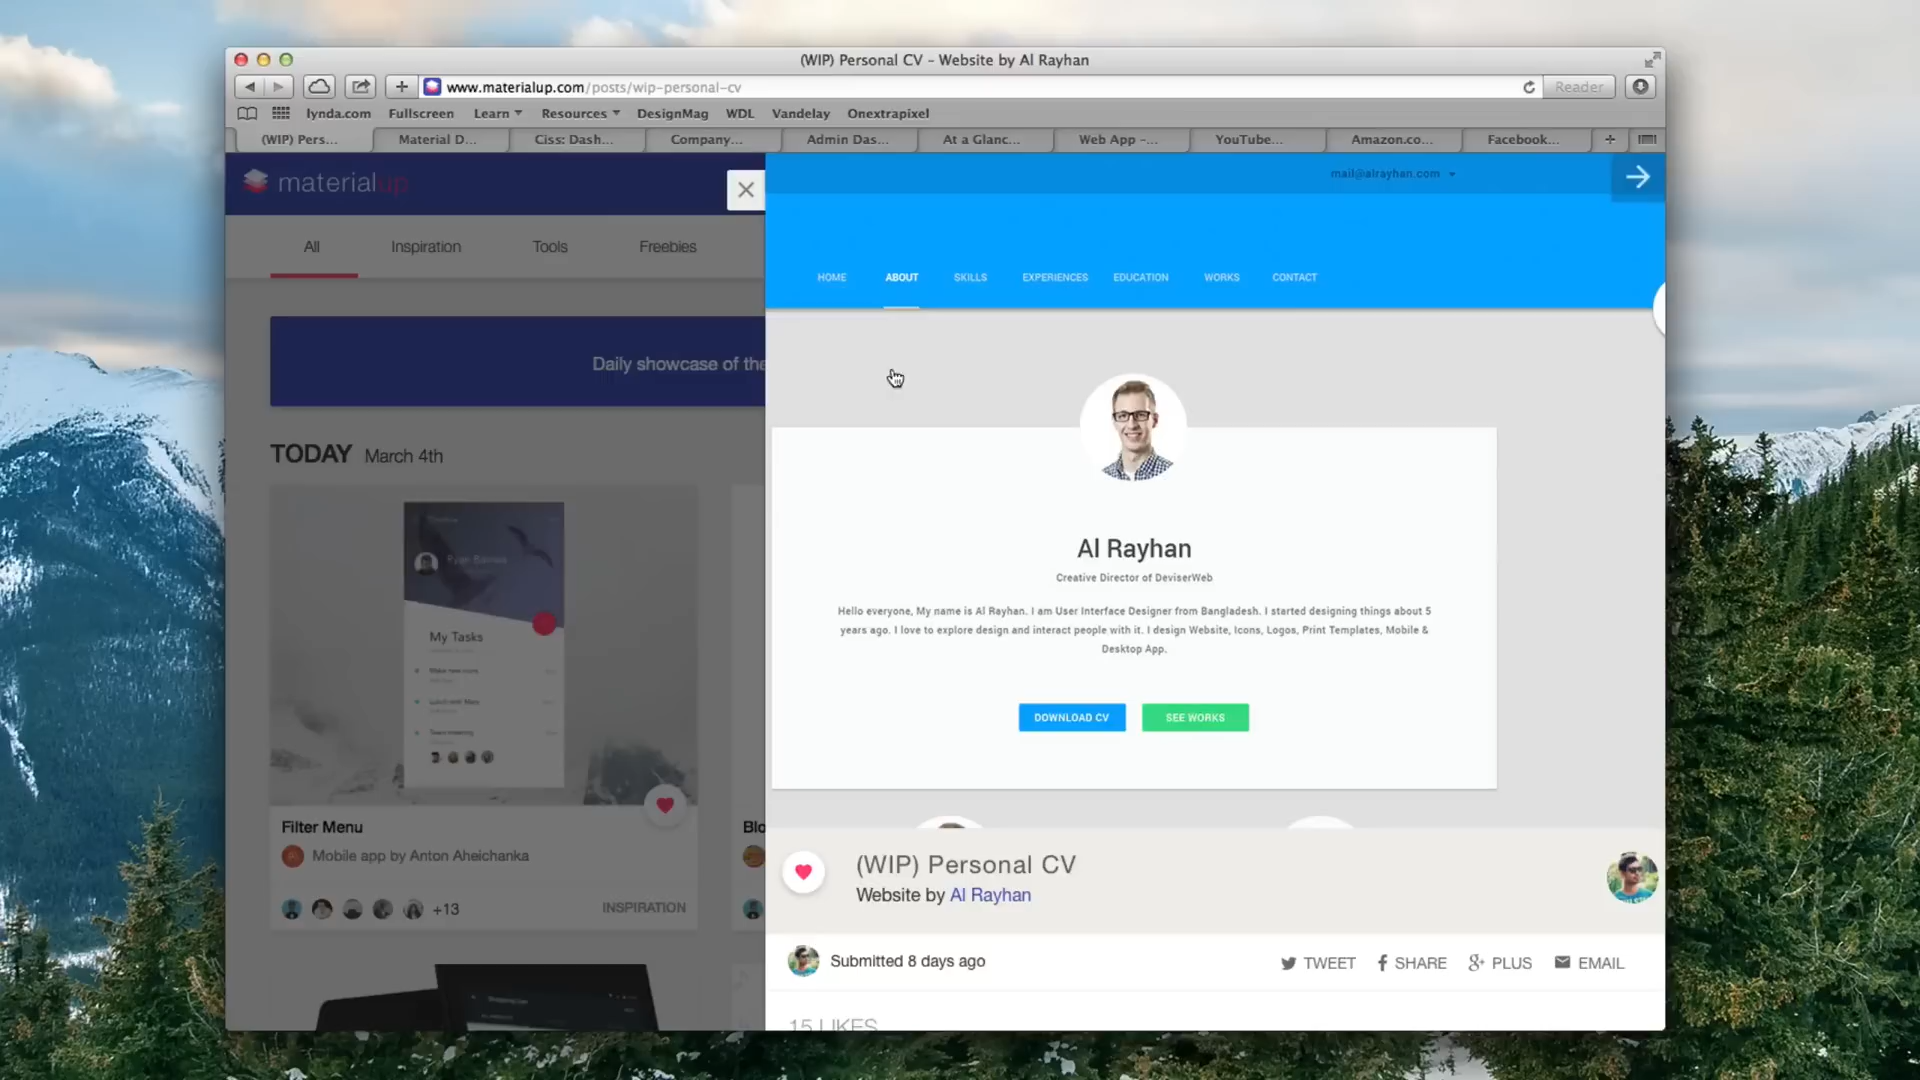 (WIP) Personal CV - Website by Al Rayhan
www.materialup.com/posts/wip-personal-cv
Reader
lynda.com Fullscreen Learn Resources DesignMag WDL Vandelay Onextrapixel
(WIP) Pers... Material D... Ciss: Dash... Company... Admin Das... At a Glanc... Web App -... YouTube... Amazon.co... Facebook...
materialup
All Inspiration Tools Freebies
Daily showcase of the
TODAY March 4th
My Tasks
Filter Menu
Mobile app by Anton Aheichanka
+13 INSPIRATION
Blo
mail@alrayhan.com
HOME ABOUT SKILLS EXPERIENCES EDUCATION WORKS CONTACT
Al Rayhan
Creative Director of DeviserWeb
Hello everyone, My name is Al Rayhan. I am User Interface Designer from Bangladesh. I started designing things about 5
years ago. I love to explore design and interact people with it. I design Website, Icons, Logos, Print Templates, Mobile &
Desktop App.
DOWNLOAD CV SEE WORKS
(WIP) Personal CV
Website by Al Rayhan
Submitted 8 days ago
TWEET SHARE PLUS EMAIL
15 LIKES